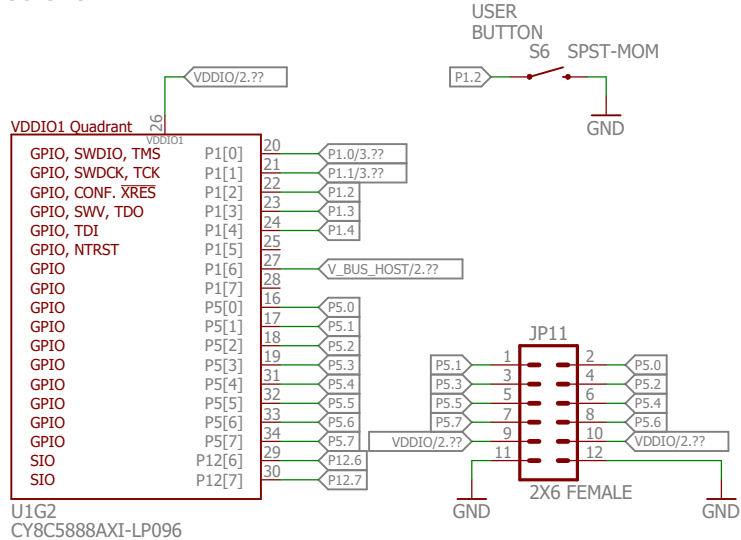 USER
BUTTON
S6 SPST-MOM
P1.2
GND
VDDIO/2.??
26
VDDIO1 Quadrant
VDDIO1
GPIO, SWDIO, TMS P1[0] 20 P1.0/3.??
GPIO, SWDCK, TCK P1[1] 21 P1.1/3.??
GPIO, CONF. XRES P1[2] 22 P1.2
GPIO, SWV, TDO P1[3] 23 P1.3
GPIO, TDI P1[4] 24 P1.4
GPIO, NTRST P1[5] 25
GPIO P1[6] 27 V_BUS_HOST/2.??
GPIO P1[7] 28
GPIO P5[0] 16 P5.0
GPIO P5[1] 17 P5.1
GPIO P5[2] 18 P5.2
GPIO P5[3] 19 P5.3
GPIO P5[4] 31 P5.4
GPIO P5[5] 32 P5.5
GPIO P5[6] 33 P5.6
GPIO P5[7] 34 P5.7
SIO P12[6] 29 P12.6
SIO P12[7] 30 P12.7
U1G2
CY8C5888AXI-LP096
JP11
P5.1 1 2 P5.0
P5.3 3 4 P5.2
P5.5 5 6 P5.4
P5.7 7 8 P5.6
VDDIO/2.?? 9 10 VDDIO/2.??
11 12
2X6 FEMALE
GND GND